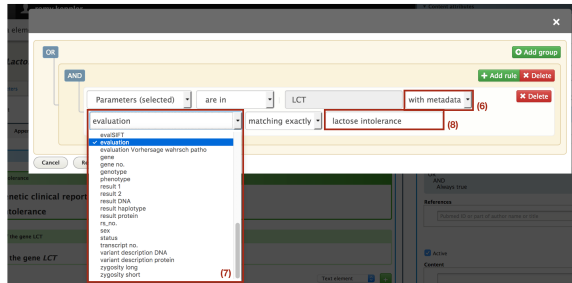 Content attributes
×
OR
Add group
AND
Add rule
Delete
Parameters (selected)
are in
LCT
with metadata
(6)
Delete
evaluation
matching exactly
lactose intolerance
(8)
evalSIFT
evaluation
evaluation Vorhersage wahrsch patho
gene
gene no.
genotype
phenotype
result 1
result 2
result DNA
result haplotype
result protein
rs_no.
sex
status
transcript no.
variant description DNA
variant description protein
zygosity long
zygosity short
(7)
Cancel
AND
Always true
netic clinical report
References
tolerance
the gene LCT
Active
the gene LCT
Content
Text element